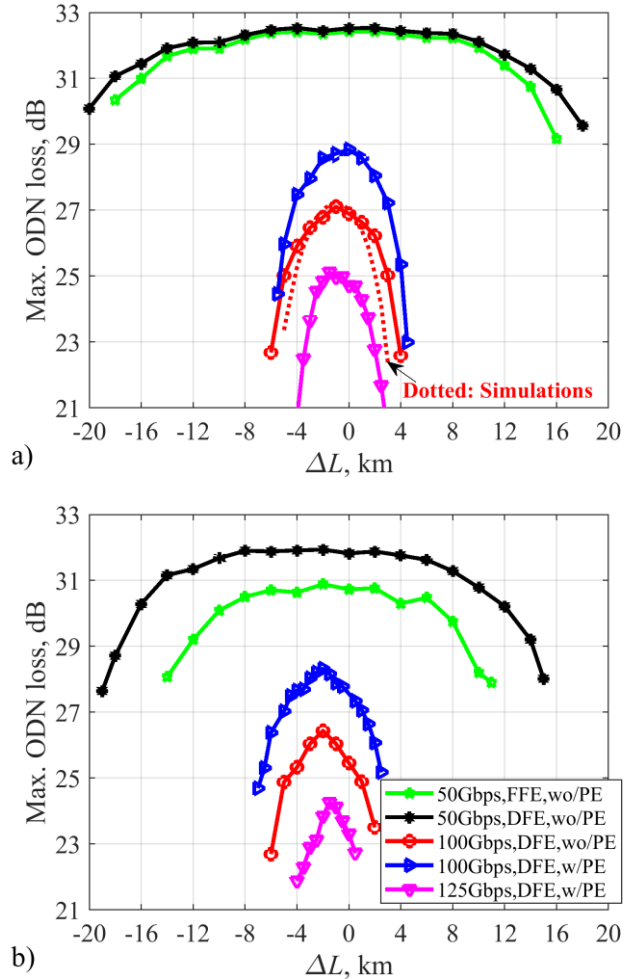 33
31
29
27
25
23
21
Max. ODN loss, dB
Dotted: Simulations
-20 -16 -12 -8 -4 0 4 8 12 16 20
ΔL, km
a)
33
31
29
27
25
23
21
Max. ODN loss, dB
50Gbps,FFE,wo/PE
50Gbps,DFE,wo/PE
100Gbps,DFE,wo/PE
100Gbps,DFE,w/PE
125Gbps,DFE,w/PE
-20 -16 -12 -8 -4 0 4 8 12 16 20
ΔL, km
b)